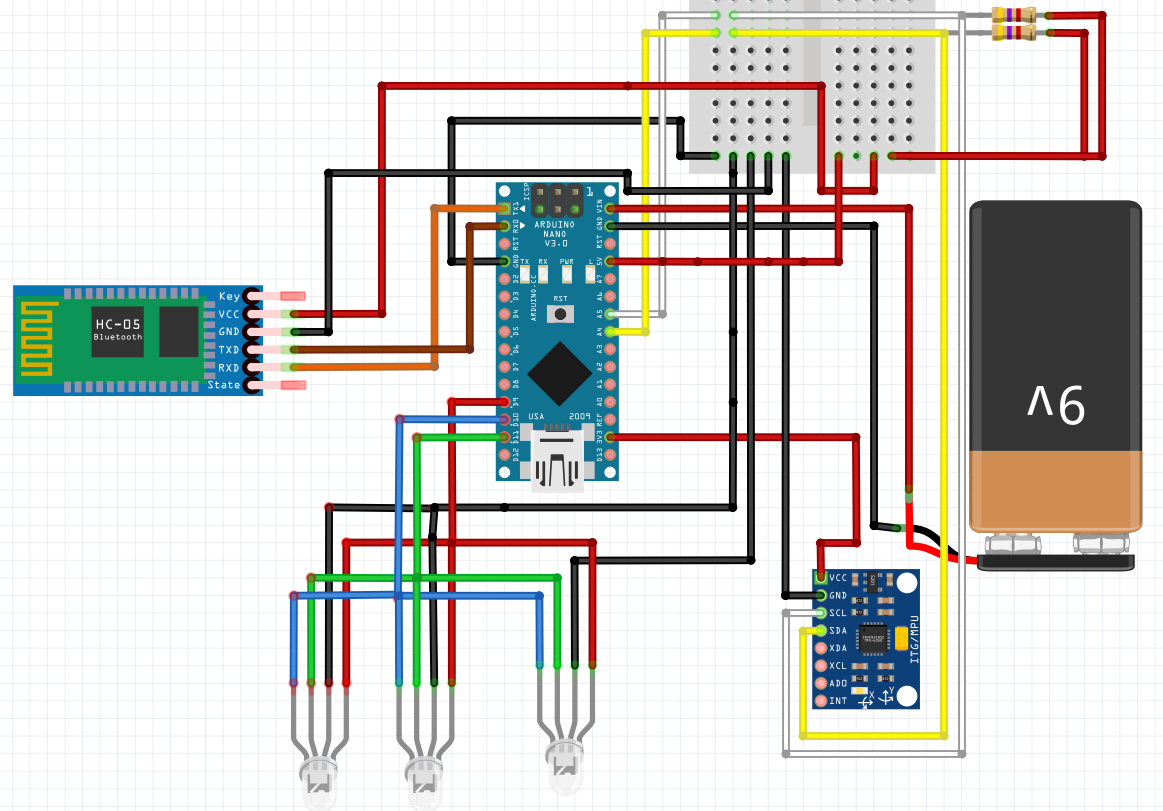 HC-05
Bluetooth
Key
VCC
GND
TXD
RXD
State
ICSP
1
TX1
RX0
RST
GND
D2
D3
D4
D5
D6
D7
D8
D9
D10
D11
D12
VIN
GND
RST
5V
A7
A6
A5
A4
A3
A2
A1
A0
REF
3V3
D13
ARDUINO
NANO
V3.0
TX
RX
PWR
L
ARDUINO.CC
RST
USA
2009
9V
VCC
GND
SCL
SDA
XDA
XCL
ADO
INT
ITG/MPU
X
Y